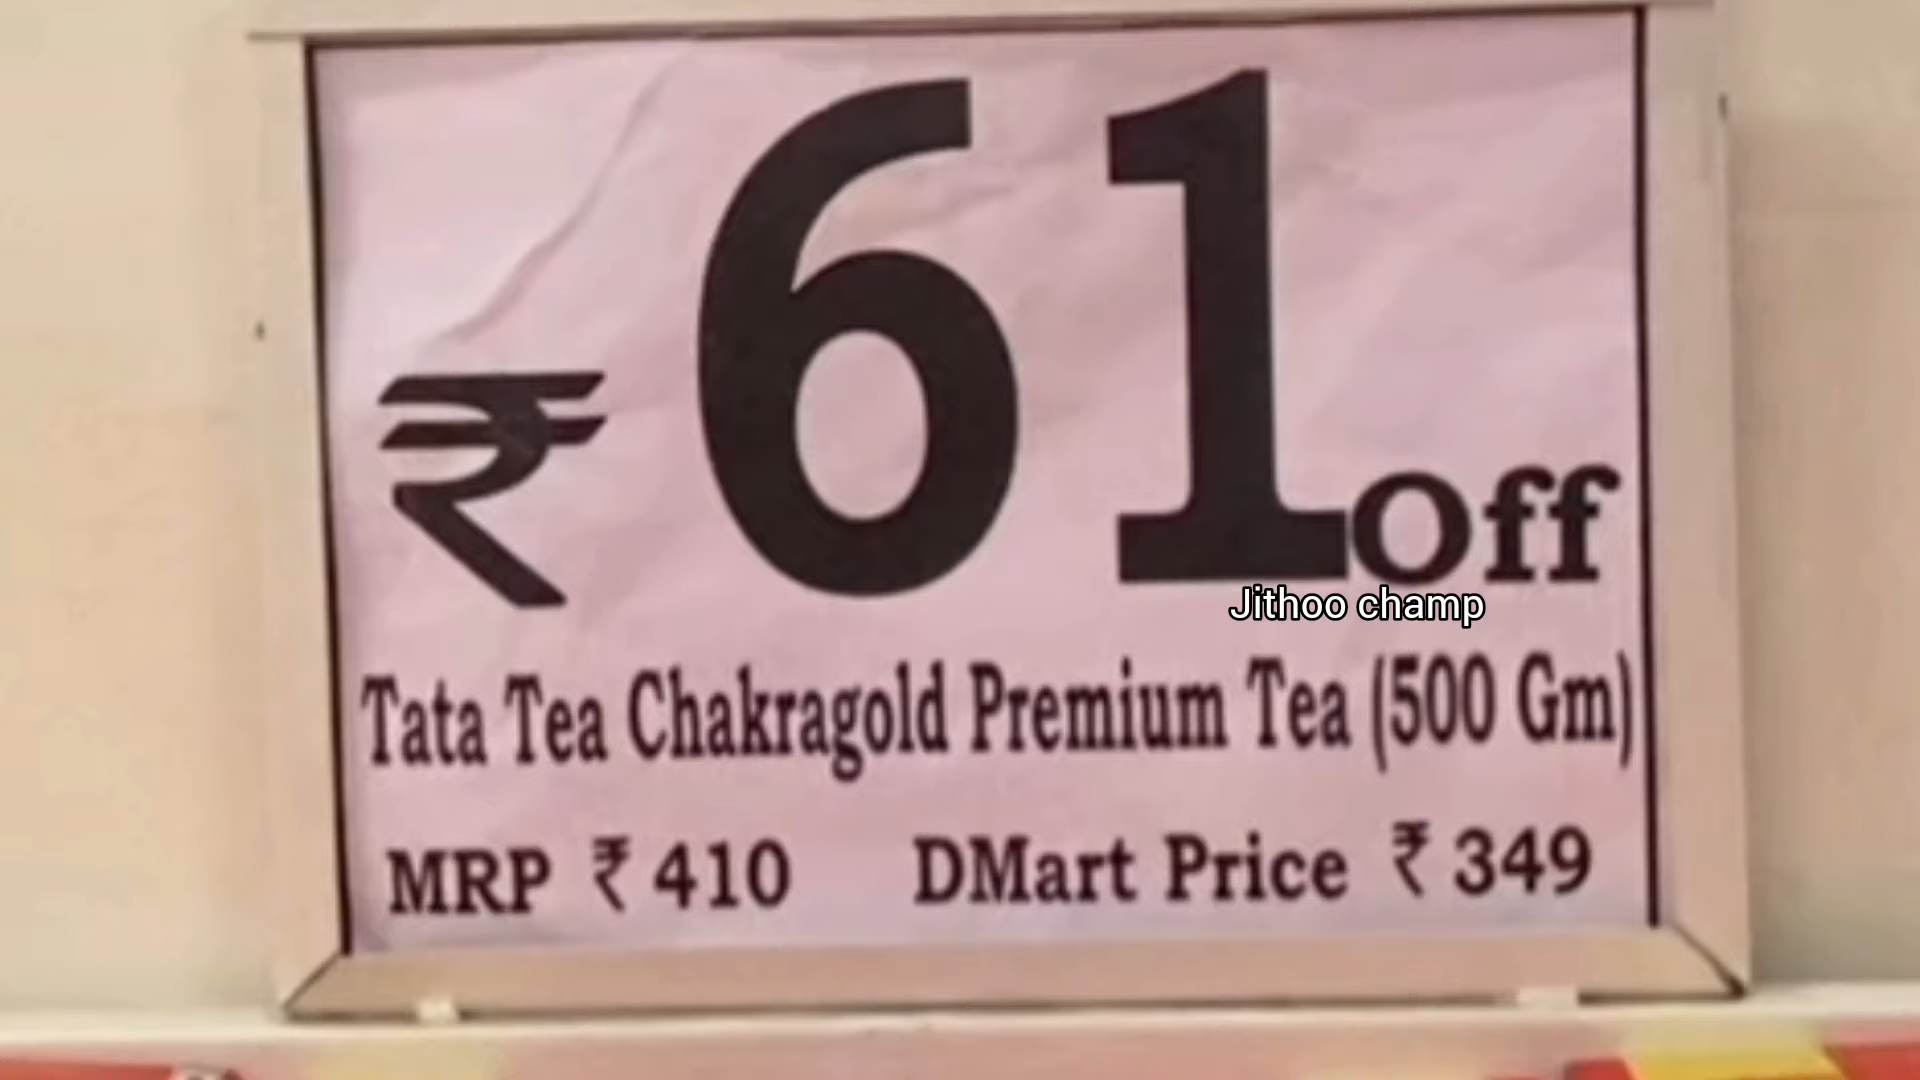 ₹ 61 Off
Jithoo champ
Tata Tea Chakragold Premium Tea (500 Gm)
MRP ₹ 410 DMart Price ₹ 349